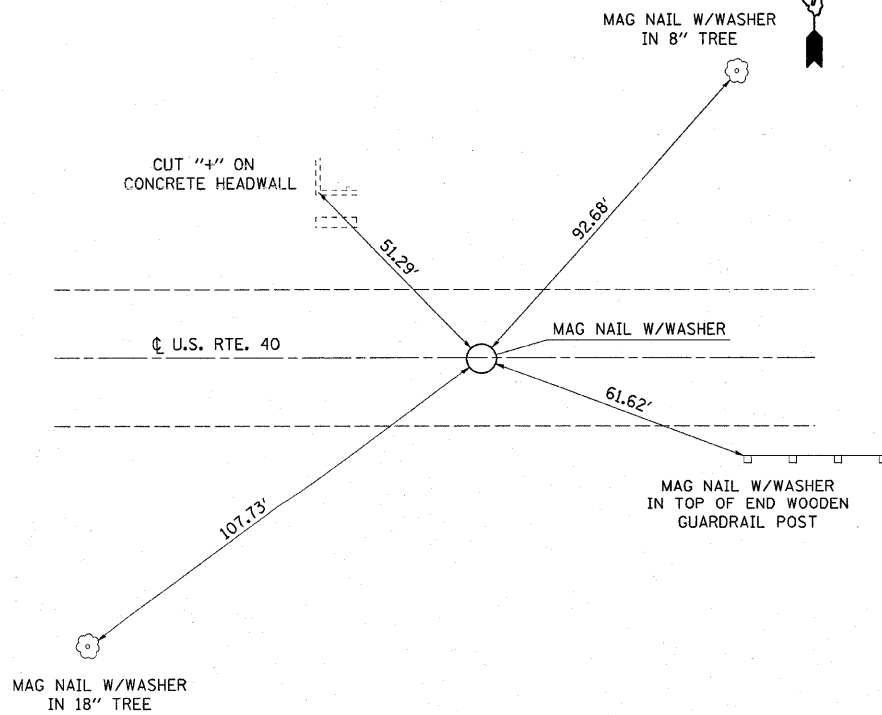 MAG NAIL W/WASHER
IN 8" TREE
CUT "+" ON
CONCRETE HEADWALL
92.68'
51.29'
MAG NAIL W/WASHER
℄ U.S. RTE. 40
61.62'
MAG NAIL W/WASHER
IN TOP OF END WOODEN
GUARDRAIL POST
107.73'
MAG NAIL W/WASHER
IN 18" TREE